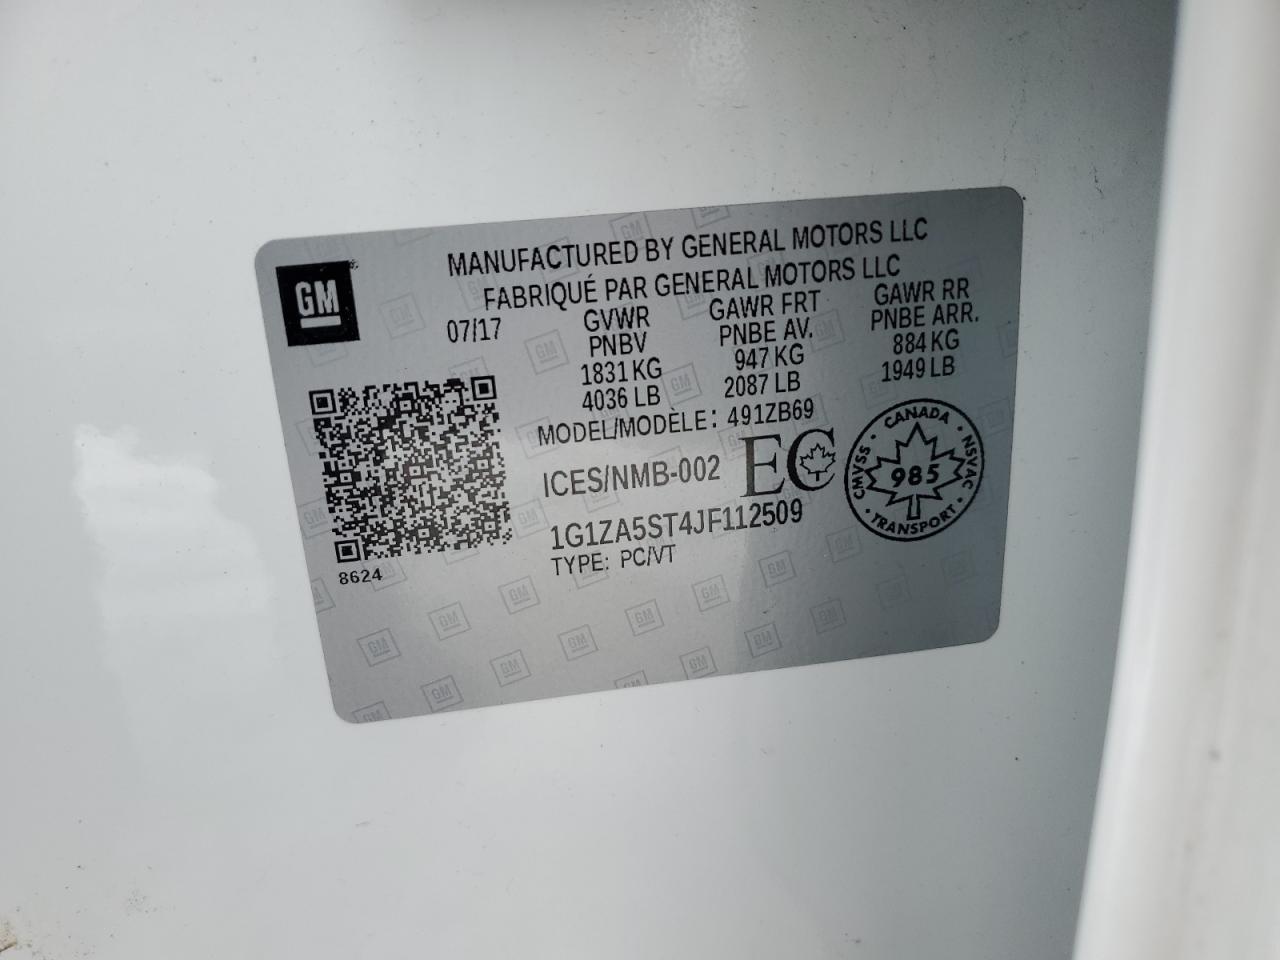 GM
MANUFACTURED BY GENERAL MOTORS LLC
FABRIQUÉ PAR GENERAL MOTORS LLC
07/17
GVWR
PNBV
1831 KG
4036 LB
GAWR FRT
PNBE AV.
947 KG
2087 LB
GAWR RR
PNBE ARR.
884 KG
1949 LB
MODEL/MODÈLE: 491ZB69
ICES/NMB-002
EC
CANADA
CMVSS
NSVAC
985
TRANSPORT
1G1ZA5ST4JF112509
TYPE: PC/VT
8624